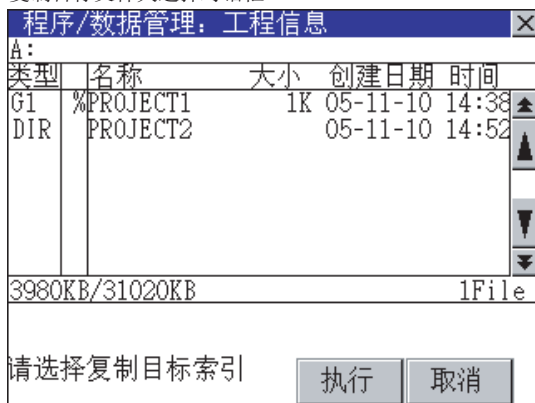 程序/数据管理：工程信息
A:
类型 名称 大小 创建日期 时间
G1 %PROJECT1 1K 05-11-10 14:38
DIR PROJECT2 05-11-10 14:52
3980KB/31020KB 1File
请选择复制目标索引
执行 取消